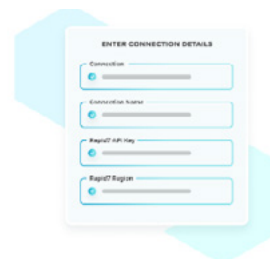 ENTER CONNECTION DETAILS
Connection
Connection Name
Rapid7 API Key
Rapid7 Region